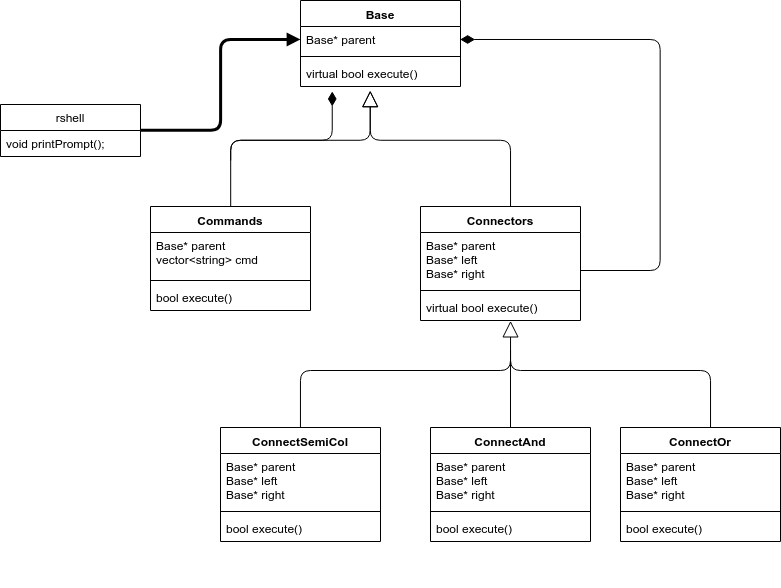 Base
Base* parent
virtual bool execute()
rshell
void printPrompt();
Commands
Base* parent
vector<string> cmd
bool execute()
Connectors
Base* parent
Base* left
Base* right
virtual bool execute()
ConnectSemiCol
Base* parent
Base* left
Base* right
bool execute()
ConnectAnd
Base* parent
Base* left
Base* right
bool execute()
ConnectOr
Base* parent
Base* left
Base* right
bool execute()